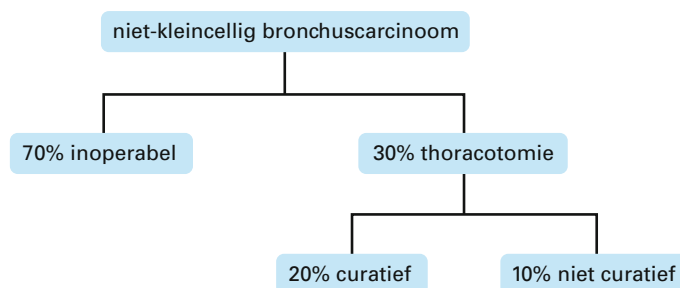 niet-kleincellig bronchuscarcinoom
70% inoperabel
30% thoracotomie
20% curatief
10% niet curatief